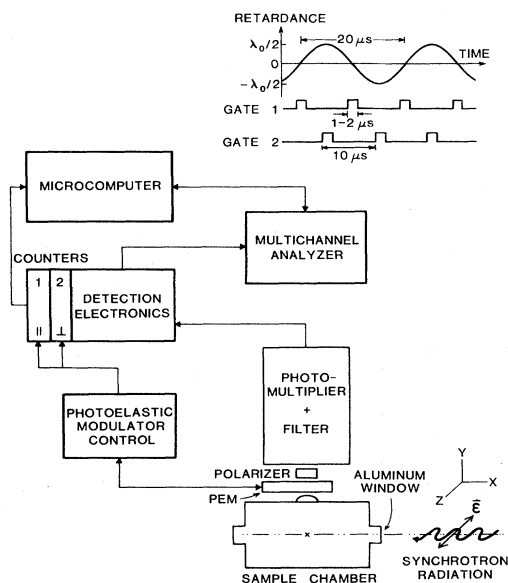 RETARDANCE
λ₀/2
0
-λ₀/2
20 μs
TIME
GATE 1
1-2 μs
GATE 2
10 μs
MICROCOMPUTER
MULTICHANNEL
ANALYZER
COUNTERS
1 2
∥ ⊥
DETECTION
ELECTRONICS
PHOTOELASTIC
MODULATOR
CONTROL
PHOTO-
MULTIPLIER
+
FILTER
POLARIZER
PEM
ALUMINUM
WINDOW
Y
X
Z
x
ε̄
SYNCHROTRON
RADIATION
SAMPLE CHAMBER